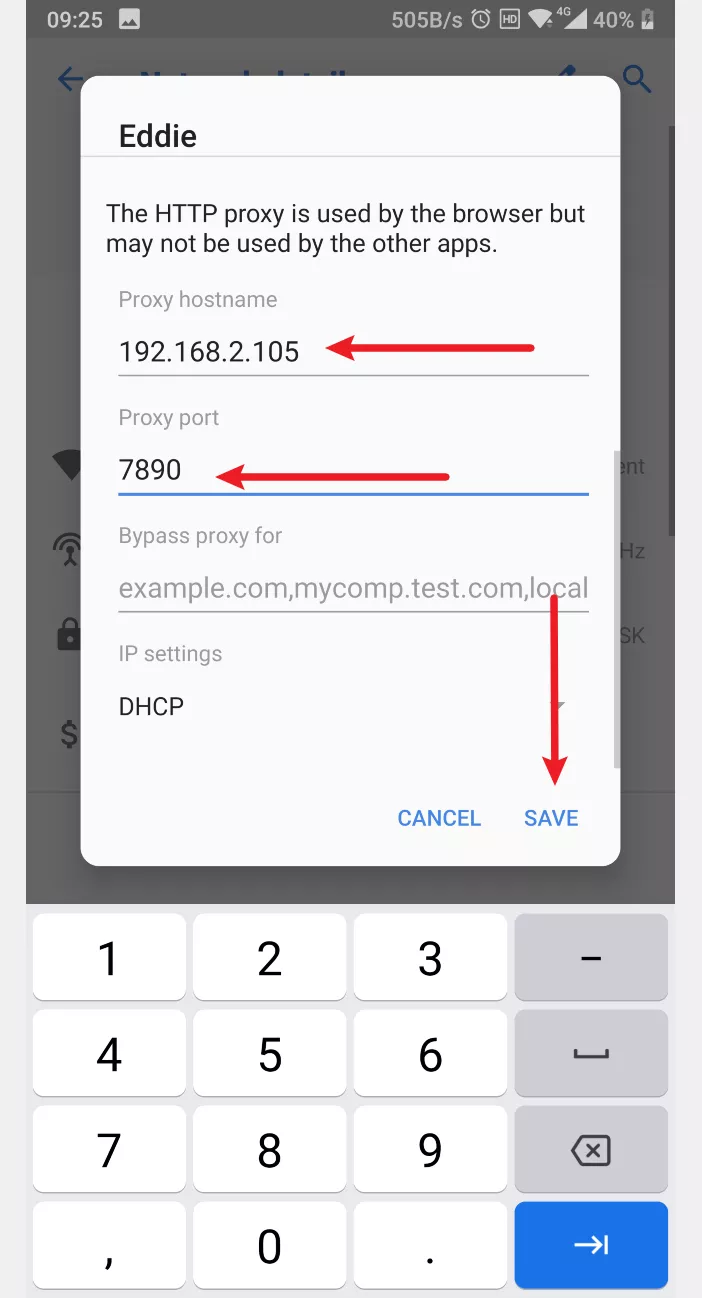 09:25 505B/s HD 4G 40%
Eddie
The HTTP proxy is used by the browser but
may not be used by the other apps.
Proxy hostname
192.168.2.105
Proxy port
7890
ent
Bypass proxy for
Hz
example.com,mycomp.test.com,local
SK
IP settings
DHCP
$
CANCEL SAVE
1 2 3 –
4 5 6
7 8 9
, 0 .